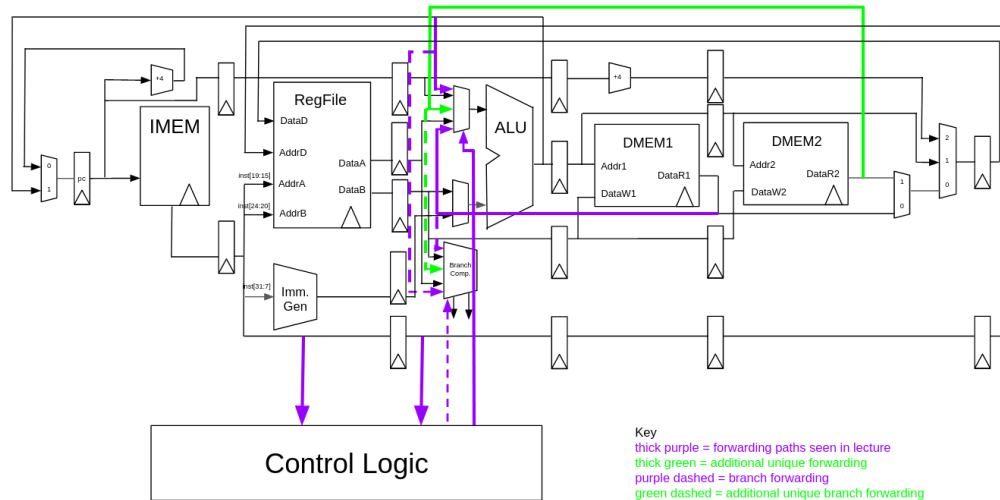 +4
+4
RegFile
IMEM
ALU
DMEM1
DMEM2
DataD
AddrD
DataA
DataB
AddrA
AddrB
inst[19:15]
inst[24:20]
0
1
pc
Addr1
DataR1
DataW1
Addr2
DataR2
DataW2
2
1
0
1
0
Branch
Comp.
inst[31:7]
Imm.
Gen
Control Logic
Key
thick purple = forwarding paths seen in lecture
thick green = additional unique forwarding
purple dashed = branch forwarding
green dashed = additional unique branch forwarding